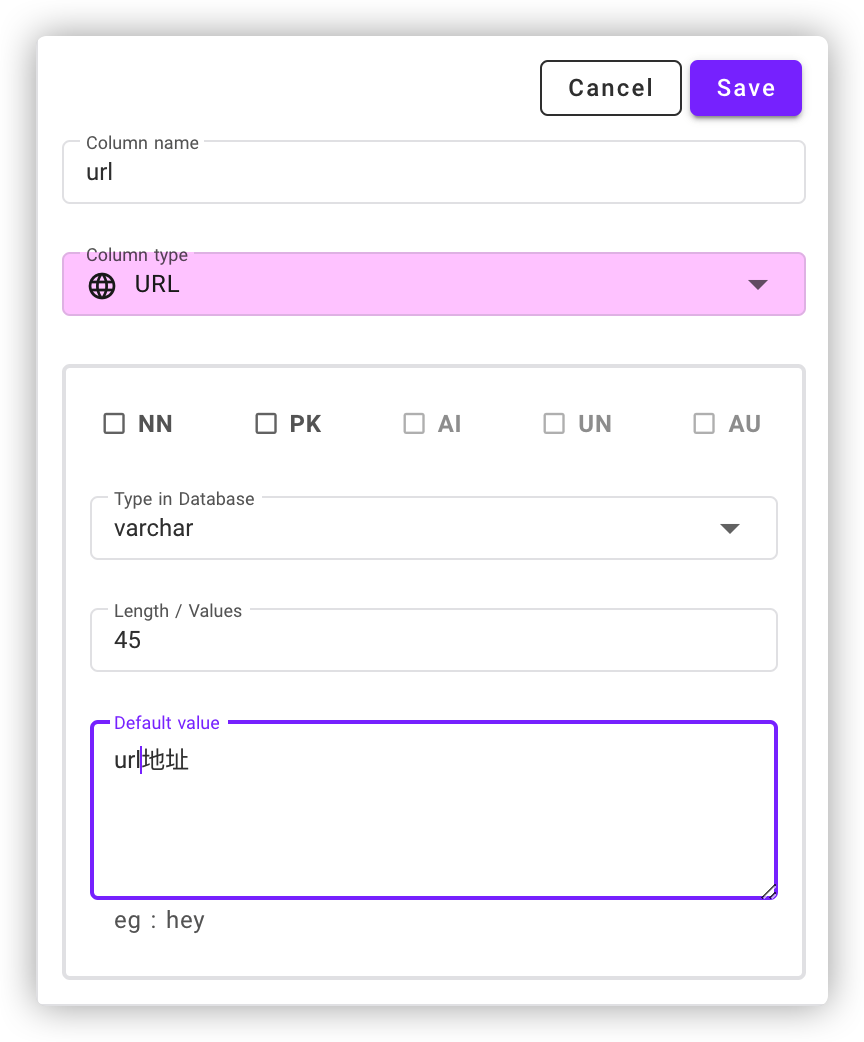 Cancel Save
Column name
url
Column type
URL
NN PK AI UN AU
Type in Database
varchar
Length / Values
45
Default value
url地址
eg : hey